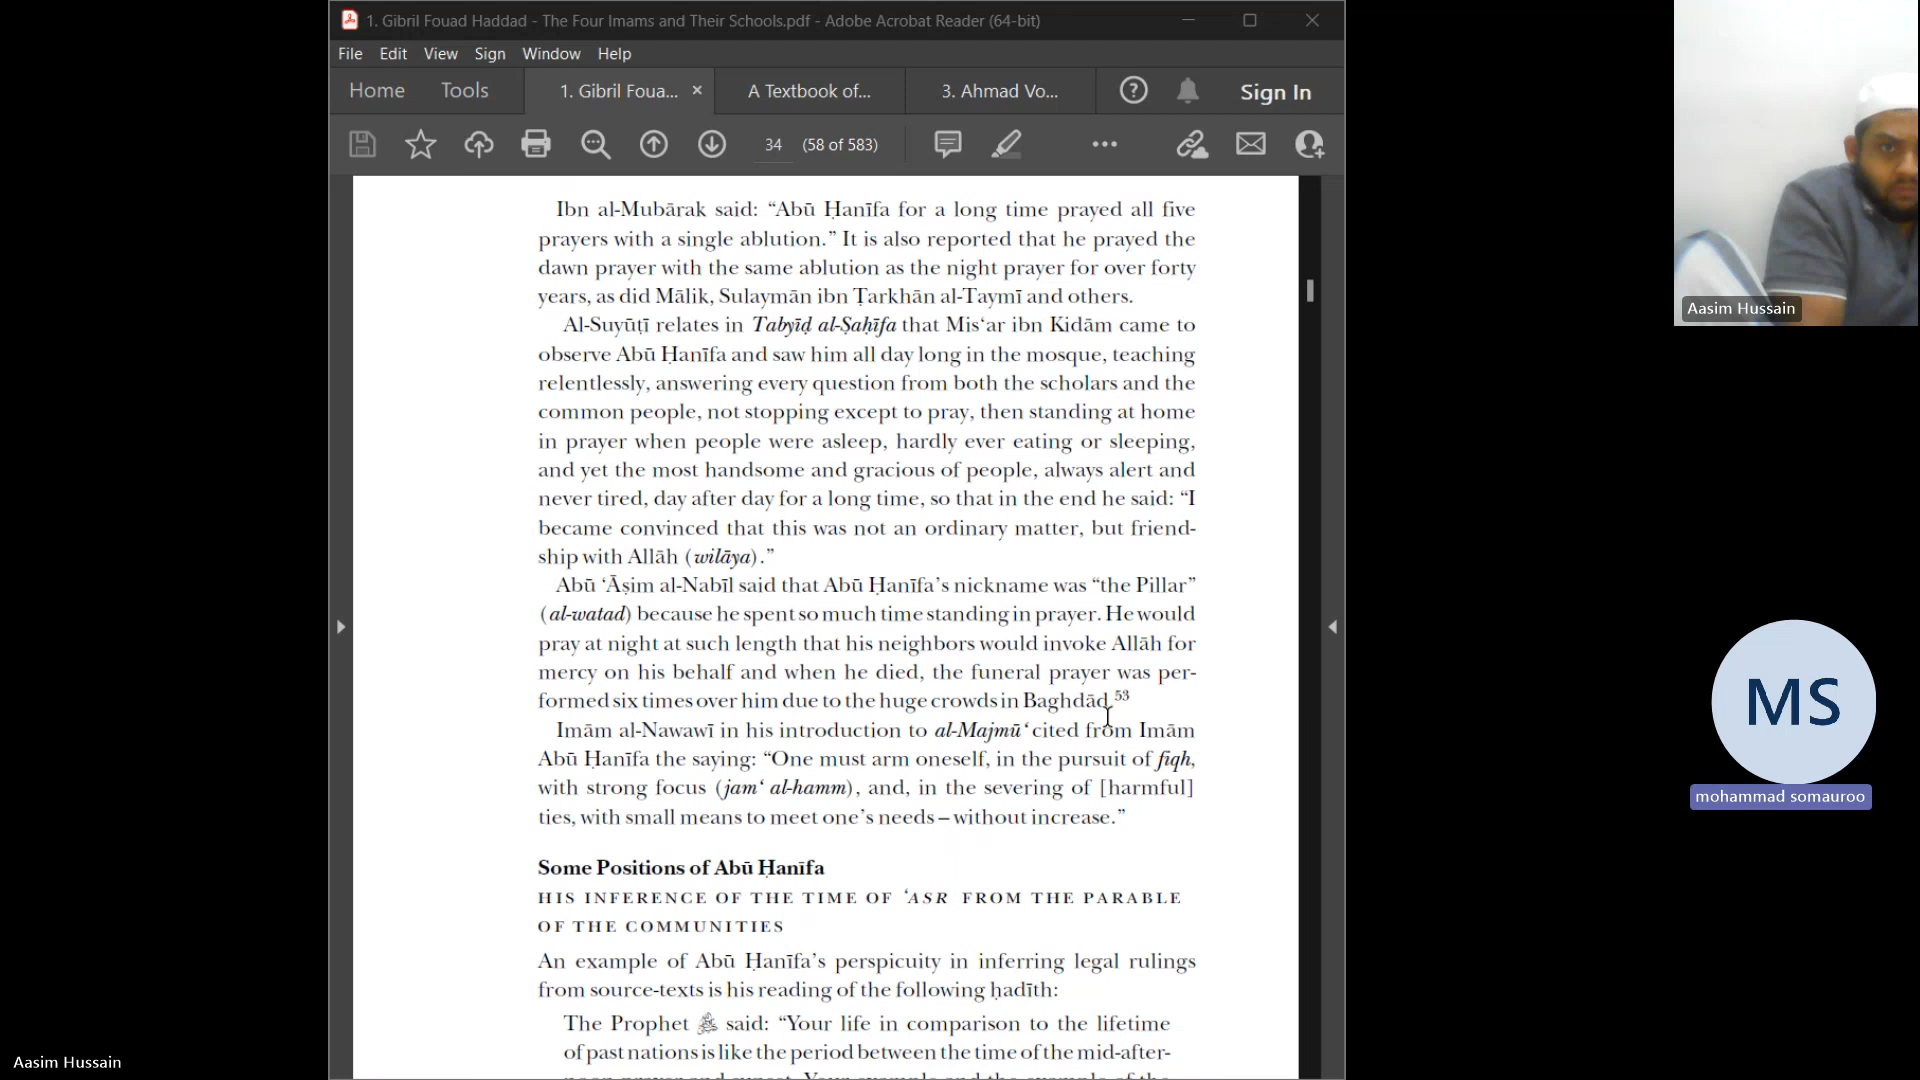 1. Gibril Fouad Haddad - The Four Imams and Their Schools.pdf - Adobe Acrobat Reader (64-bit)
File Edit View Sign Window Help
Home Tools 1. Gibril Foua... × A Textbook of... 3. Ahmad Vo... Sign In
34 (58 of 583)
Ibn al-Mubārak said: “Abū Ḥanīfa for a long time prayed all five
prayers with a single ablution.” It is also reported that he prayed the
dawn prayer with the same ablution as the night prayer for over forty
years, as did Mālik, Sulaymān ibn Ṭarkhān al-Taymī and others.
Al-Suyūṭī relates in Tabyīḍ al-Ṣaḥīfa that Mis‘ar ibn Kidām came to
observe Abū Ḥanīfa and saw him all day long in the mosque, teaching
relentlessly, answering every question from both the scholars and the
common people, not stopping except to pray, then standing at home
in prayer when people were asleep, hardly ever eating or sleeping,
and yet the most handsome and gracious of people, always alert and
never tired, day after day for a long time, so that in the end he said: “I
became convinced that this was not an ordinary matter, but friend-
ship with Allāh (wilāya).”
Abū ‘Āṣim al-Nabīl said that Abū Ḥanīfa’s nickname was “the Pillar”
(al-watad) because he spent so much time standing in prayer. He would
pray at night at such length that his neighbors would invoke Allāh for
mercy on his behalf and when he died, the funeral prayer was per-
formed six times over him due to the huge crowds in Baghdād.53
Imām al-Nawawī in his introduction to al-Majmū‘ cited from Imām
Abū Ḥanīfa the saying: “One must arm oneself, in the pursuit of fiqh,
with strong focus (jam‘ al-hamm), and, in the severing of [harmful]
ties, with small means to meet one’s needs – without increase.”
Some Positions of Abū Ḥanīfa
HIS INFERENCE OF THE TIME OF ‘ASR FROM THE PARABLE
OF THE COMMUNITIES
An example of Abū Ḥanīfa’s perspicuity in inferring legal rulings
from source-texts is his reading of the following ḥadīth:
The Prophet ﷺ said: “Your life in comparison to the lifetime
of past nations is like the period between the time of the mid-after-
Aasim Hussain
MS
mohammad somauroo
Aasim Hussain